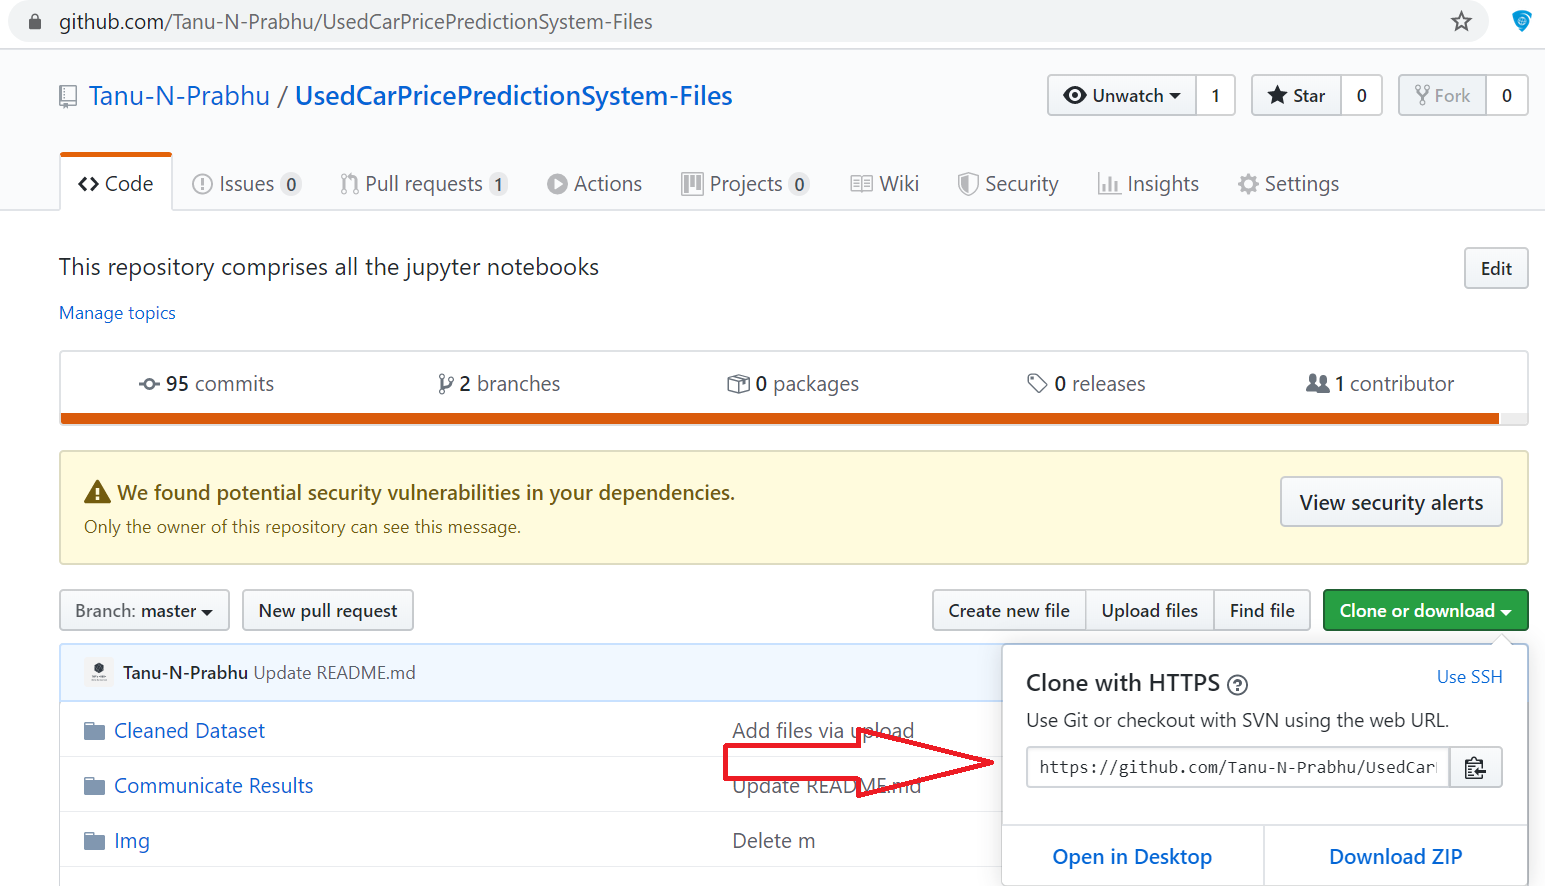 github.com/Tanu-N-Prabhu/UsedCarPricePredictionSystem-Files
Tanu-N-Prabhu / UsedCarPricePredictionSystem-Files
Unwatch 1 Star 0 Fork 0
Code Issues 0 Pull requests 1 Actions Projects 0 Wiki Security Insights Settings
This repository comprises all the jupyter notebooks
Edit
Manage topics
95 commits 2 branches 0 packages 0 releases 1 contributor
We found potential security vulnerabilities in your dependencies.
Only the owner of this repository can see this message.
View security alerts
Branch: master New pull request Create new file Upload files Find file Clone or download
Tanu-N-Prabhu Update README.md
Cleaned Dataset Add files via upload
Communicate Results Update README.md
Img Delete m
Clone with HTTPS ? Use SSH
Use Git or checkout with SVN using the web URL.
https://github.com/Tanu-N-Prabhu/UsedCar
Open in Desktop Download ZIP